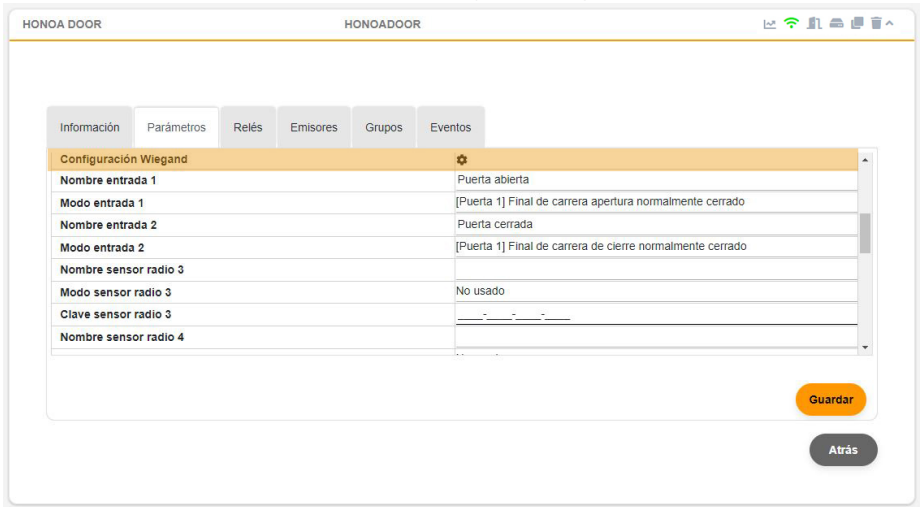 HONOA DOOR HONOADOOR
Información Parámetros Relés Emisores Grupos Eventos
Configuración Wiegand
Nombre entrada 1 Puerta abierta
Modo entrada 1 [Puerta 1] Final de carrera apertura normalmente cerrado
Nombre entrada 2 Puerta cerrada
Modo entrada 2 [Puerta 1] Final de carrera de cierre normalmente cerrado
Nombre sensor radio 3
Modo sensor radio 3 No usado
Clave sensor radio 3 ____-____-____-____
Nombre sensor radio 4
Guardar
Atrás